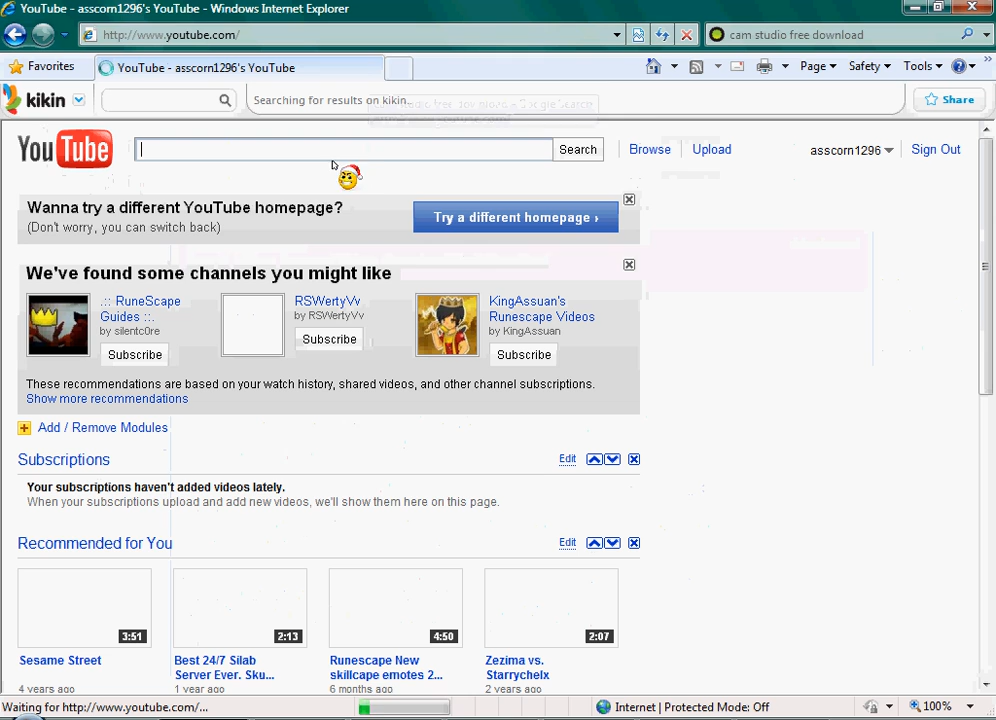 YouTube - asscorn1296's YouTube - Windows Internet Explorer
http://www.youtube.com/
cam studio free download
Favorites
YouTube - asscorn1296's YouTube
Page
Safety
Tools
kikin
Searching for results on kikin...
Share
YouTube
Search
Browse
Upload
asscorn1296
Sign Out
Wanna try a different YouTube homepage?
(Don't worry, you can switch back)
Try a different homepage ›
We've found some channels you might like
.:: RuneScape
Guides ::.
by silentc0re
Subscribe
RSWertyVv
by RSWertyVv
Subscribe
KingAssuan's
Runescape Videos
by KingAssuan
Subscribe
These recommendations are based on your watch history, shared videos, and other channel subscriptions.
Show more recommendations
Add / Remove Modules
Subscriptions
Edit
Your subscriptions haven't added videos lately.
When your subscriptions upload and add new videos, we'll show them here on this page.
Recommended for You
Edit
3:51
2:13
4:50
2:07
Sesame Street
4 years ago
Best 24/7 Silab
Server Ever. Sku...
1 year ago
Runescape New
skillcape emotes 2...
6 months ago
Zezima vs.
Starrychelx
2 years ago
Waiting for http://www.youtube.com/...
Internet | Protected Mode: Off
100%